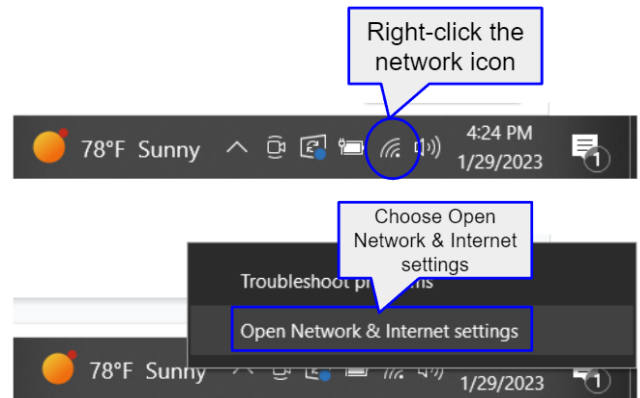 Right-click the
network icon
78°F Sunny
4:24 PM
1/29/2023
1
Choose Open
Network & Internet
settings
Troubleshoot
Open Network & Internet settings
78°F Sunny
1/29/2023
1